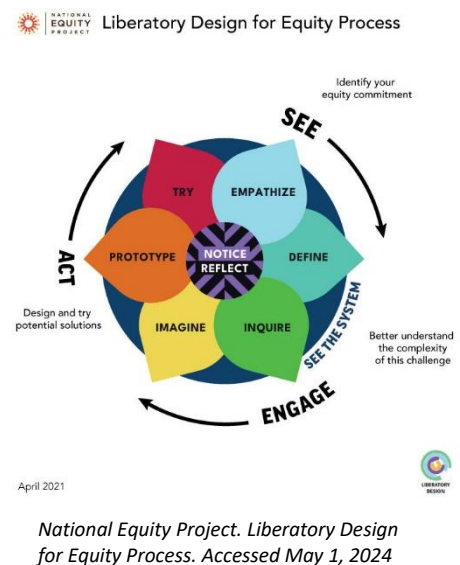 NATIONAL
EQUITY
PROJECT
Liberatory Design for Equity Process
Identify your
equity commitment
SEE
TRY
EMPATHIZE
ACT
PROTOTYPE
NOTICE
REFLECT
DEFINE
Design and try
potential solutions
IMAGINE
INQUIRE
SEE THE SYSTEM
Better understand
the complexity
of this challenge
ENGAGE
April 2021
LIBERATORY
DESIGN
National Equity Project. Liberatory Design
for Equity Process. Accessed May 1, 2024